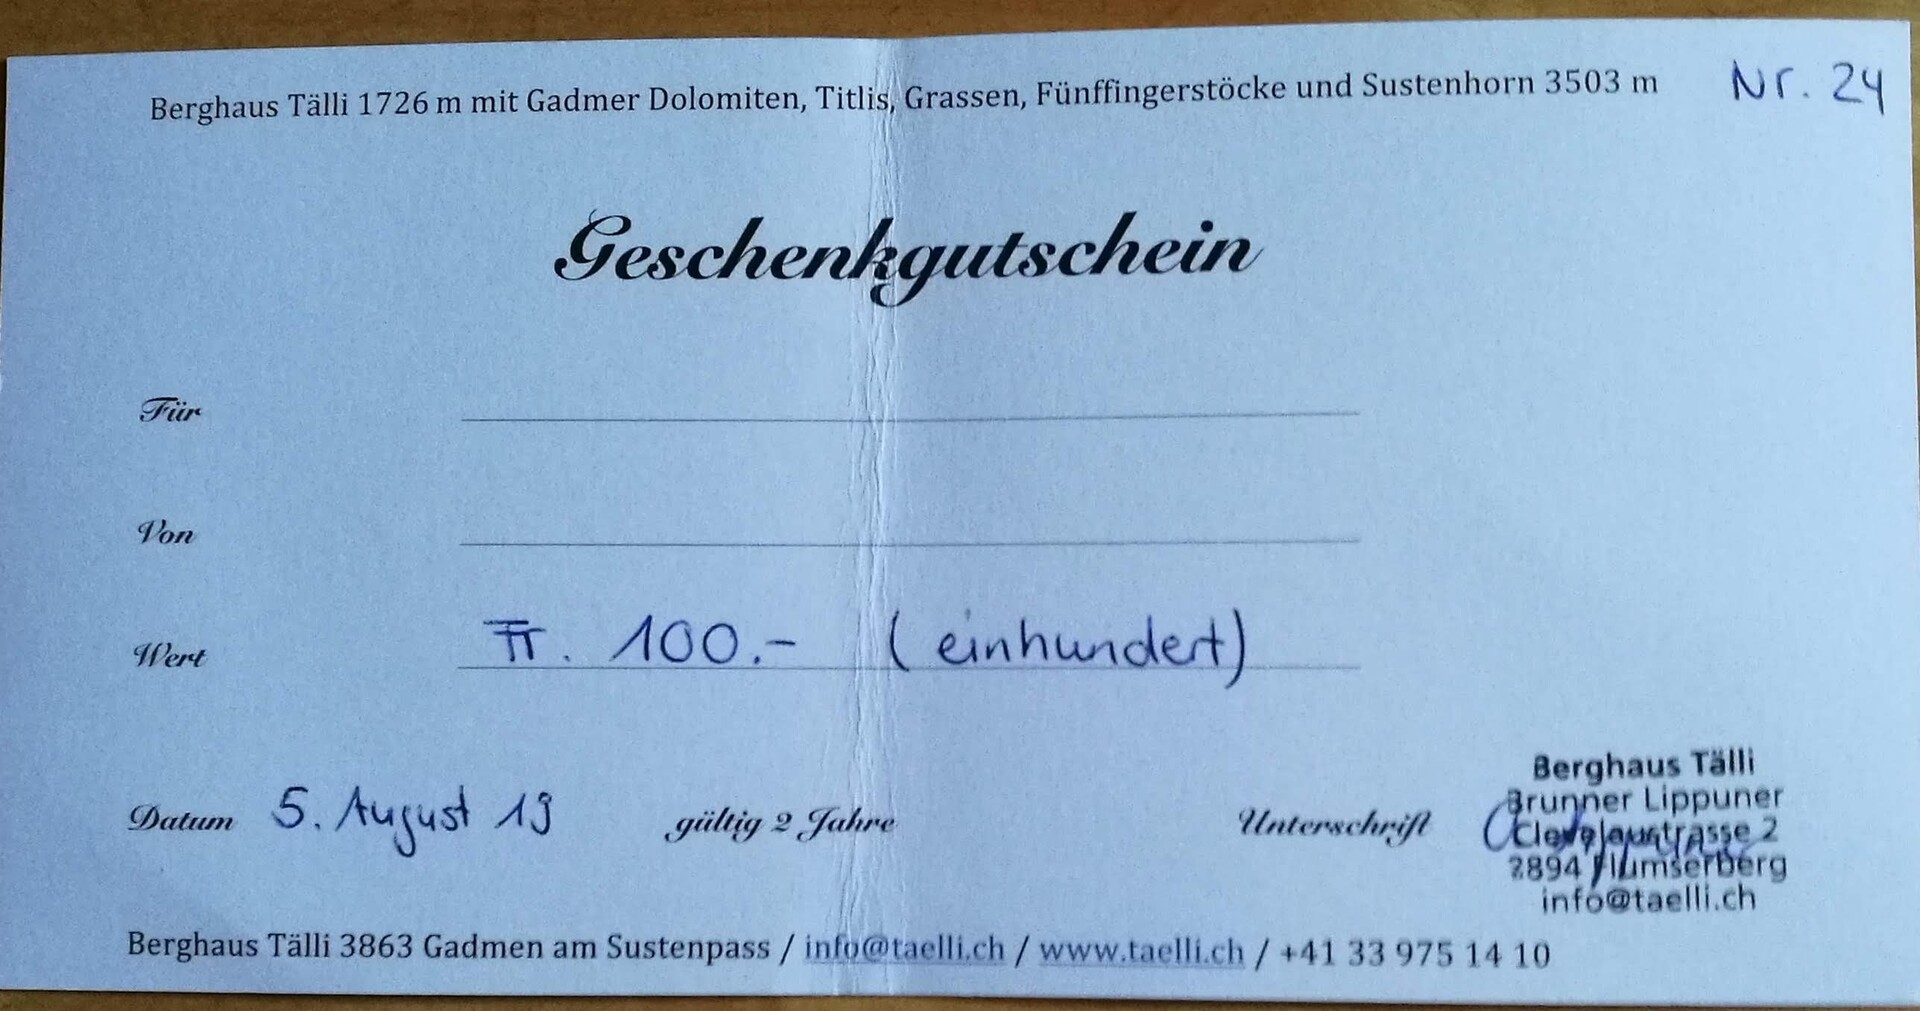 Berghaus Tälli 1726 m mit Gadmer Dolomiten, Titlis, Grassen, Fünffingerstöcke und Sustenhorn 3503 m Nr. 24
Geschenkgutschein
Für
Von
Wert Fr. 100.- (einhundert)
Datum 5. August 19 gültig 2 Jahre Unterschrift
Berghaus Tälli
Brunner Lippuner
2
Flumserberg
info@taelli.ch
Berghaus Tälli 3863 Gadmen am Sustenpass / info@taelli.ch / www.taelli.ch / +41 33 975 14 10